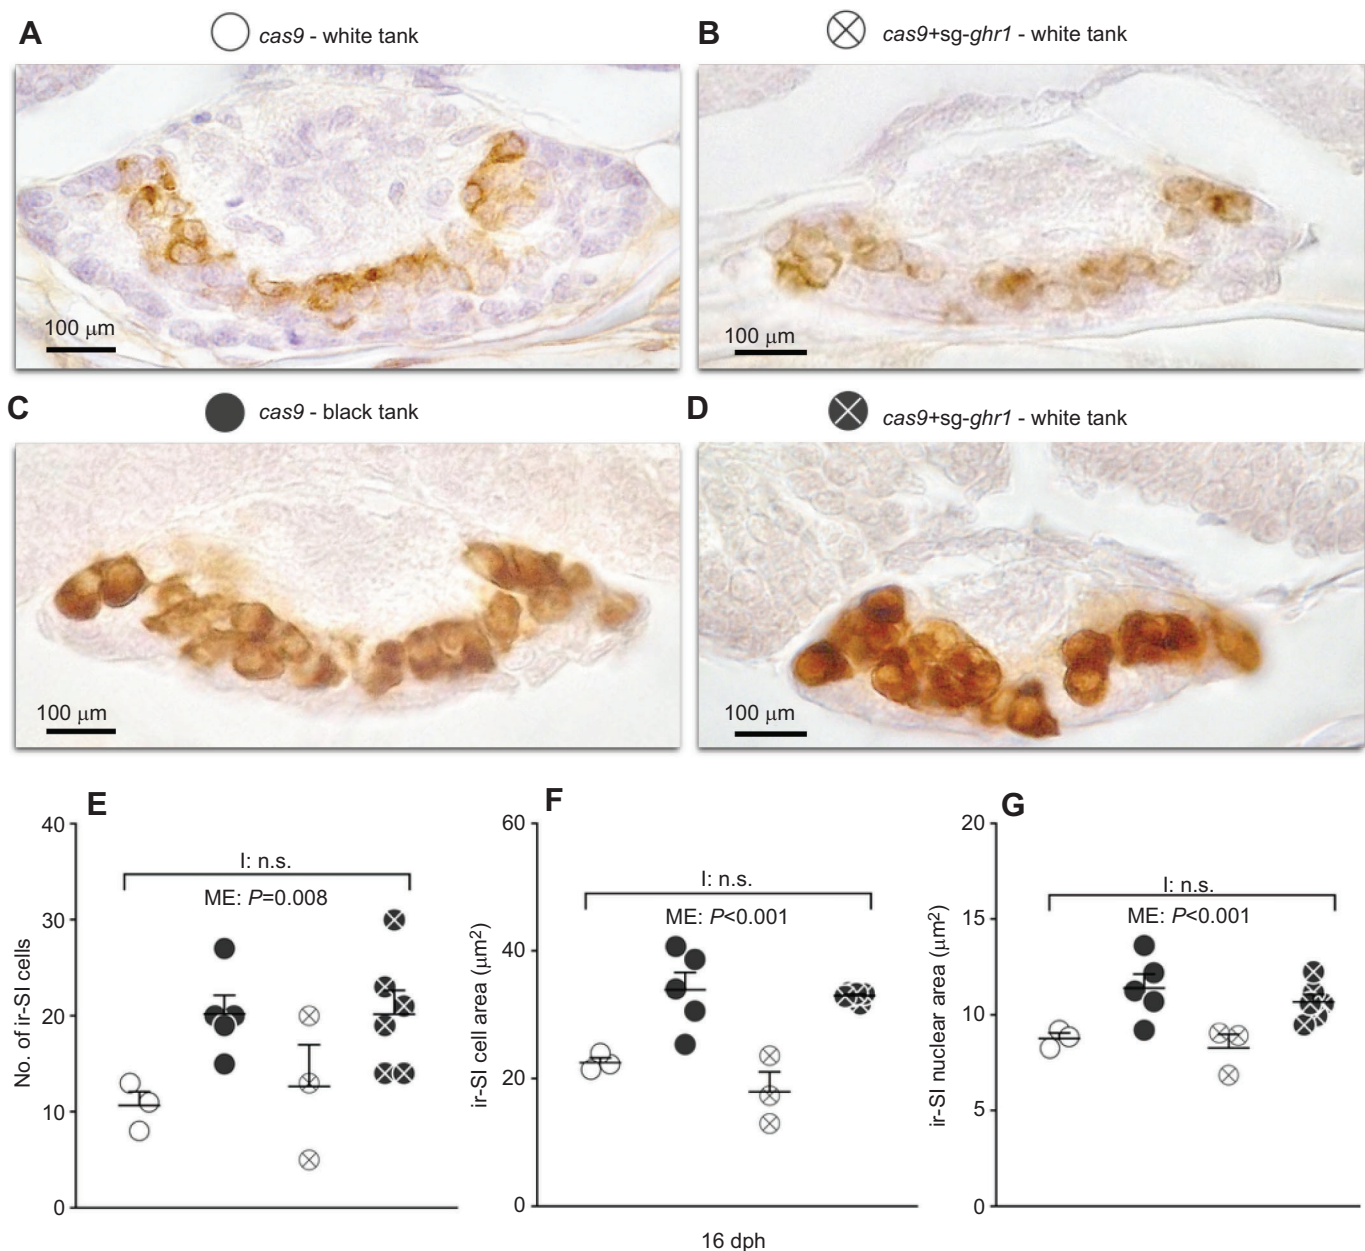 A
cas9 - white tank
B
cas9+sg-ghr1 - white tank
100 μm
100 μm
C
cas9 - black tank
D
cas9+sg-ghr1 - white tank
100 μm
100 μm
E
No. of ir-SI cells
40
30
20
10
0
I: n.s.
ME: P=0.008
F
ir-SI cell area (μm²)
60
40
20
0
I: n.s.
ME: P<0.001
G
ir-SI nuclear area (μm²)
20
15
10
5
0
I: n.s.
ME: P<0.001
16 dph